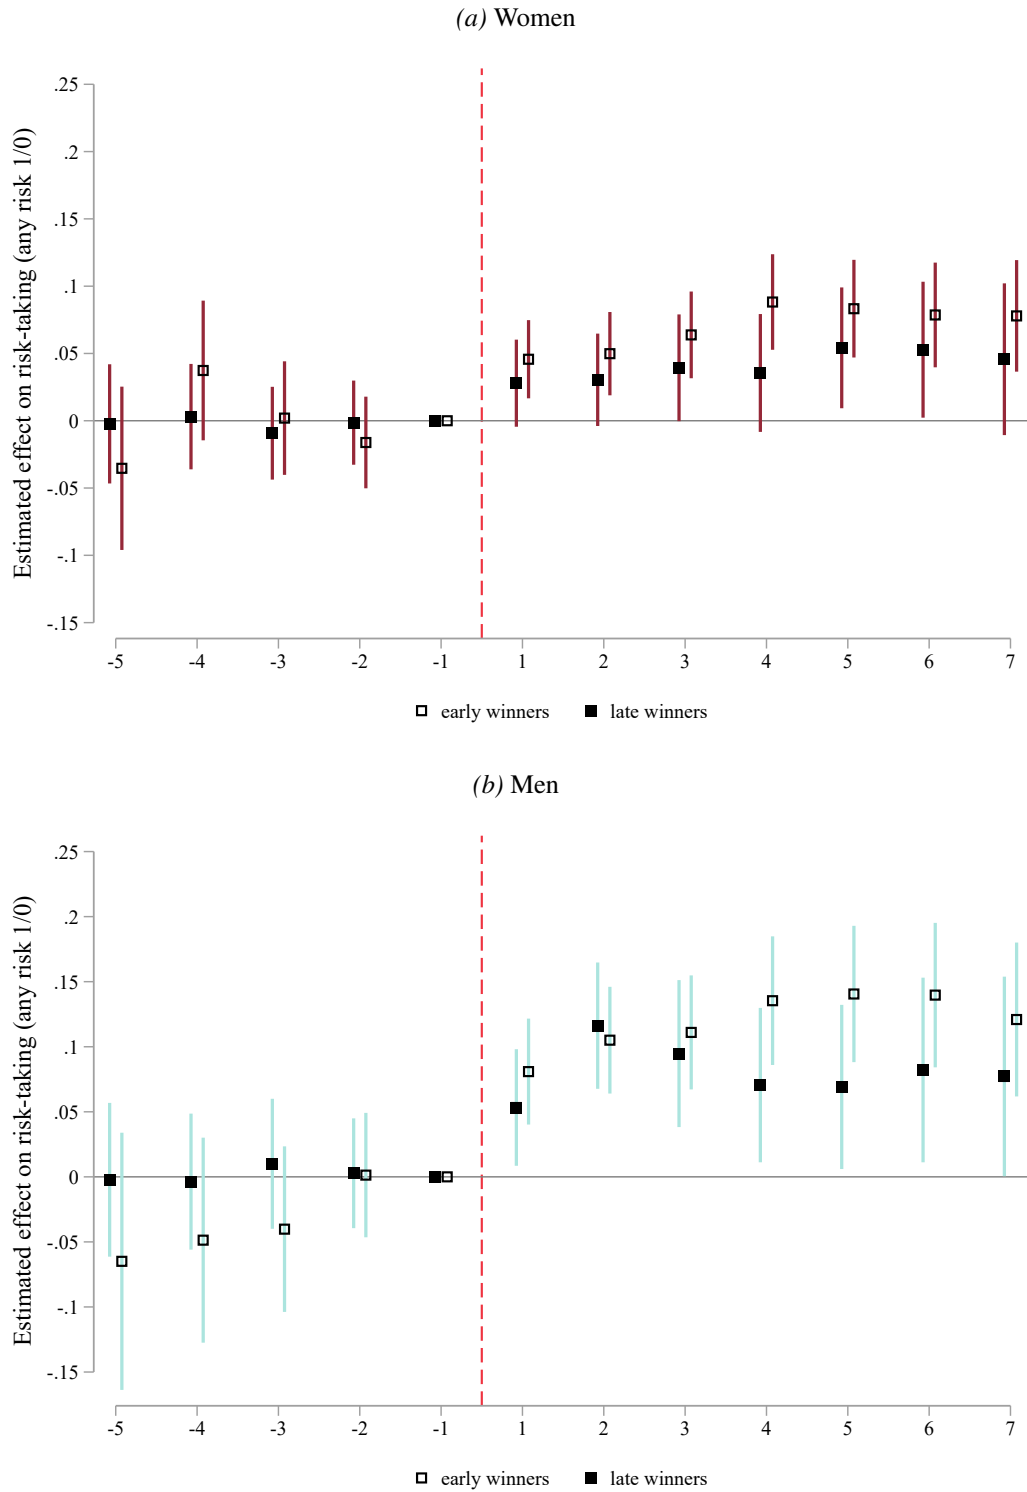 (a) Women
Estimated effect on risk-taking (any risk 1/0)
.25
.2
.15
.1
.05
0
-.05
-.1
-.15
-5 -4 -3 -2 -1 1 2 3 4 5 6 7
early winners late winners
(b) Men
Estimated effect on risk-taking (any risk 1/0)
.25
.2
.15
.1
.05
0
-.05
-.1
-.15
-5 -4 -3 -2 -1 1 2 3 4 5 6 7
early winners late winners